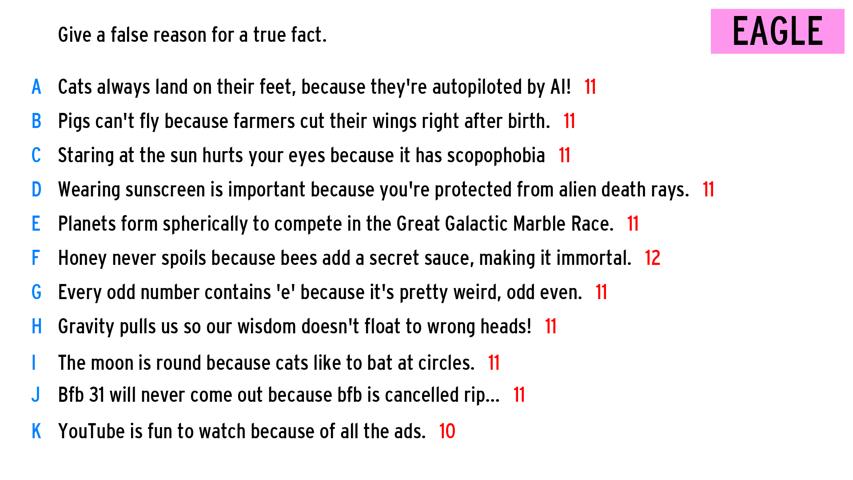 Give a false reason for a true fact.
EAGLE
A Cats always land on their feet, because they're autopiloted by AI! 11
B Pigs can't fly because farmers cut their wings right after birth. 11
C Staring at the sun hurts your eyes because it has scopophobia 11
D Wearing sunscreen is important because you're protected from alien death rays. 11
E Planets form spherically to compete in the Great Galactic Marble Race. 11
F Honey never spoils because bees add a secret sauce, making it immortal. 12
G Every odd number contains 'e' because it's pretty weird, odd even. 11
H Gravity pulls us so our wisdom doesn't float to wrong heads! 11
I The moon is round because cats like to bat at circles. 11
J Bfb 31 will never come out because bfb is cancelled rip... 11
K YouTube is fun to watch because of all the ads. 10